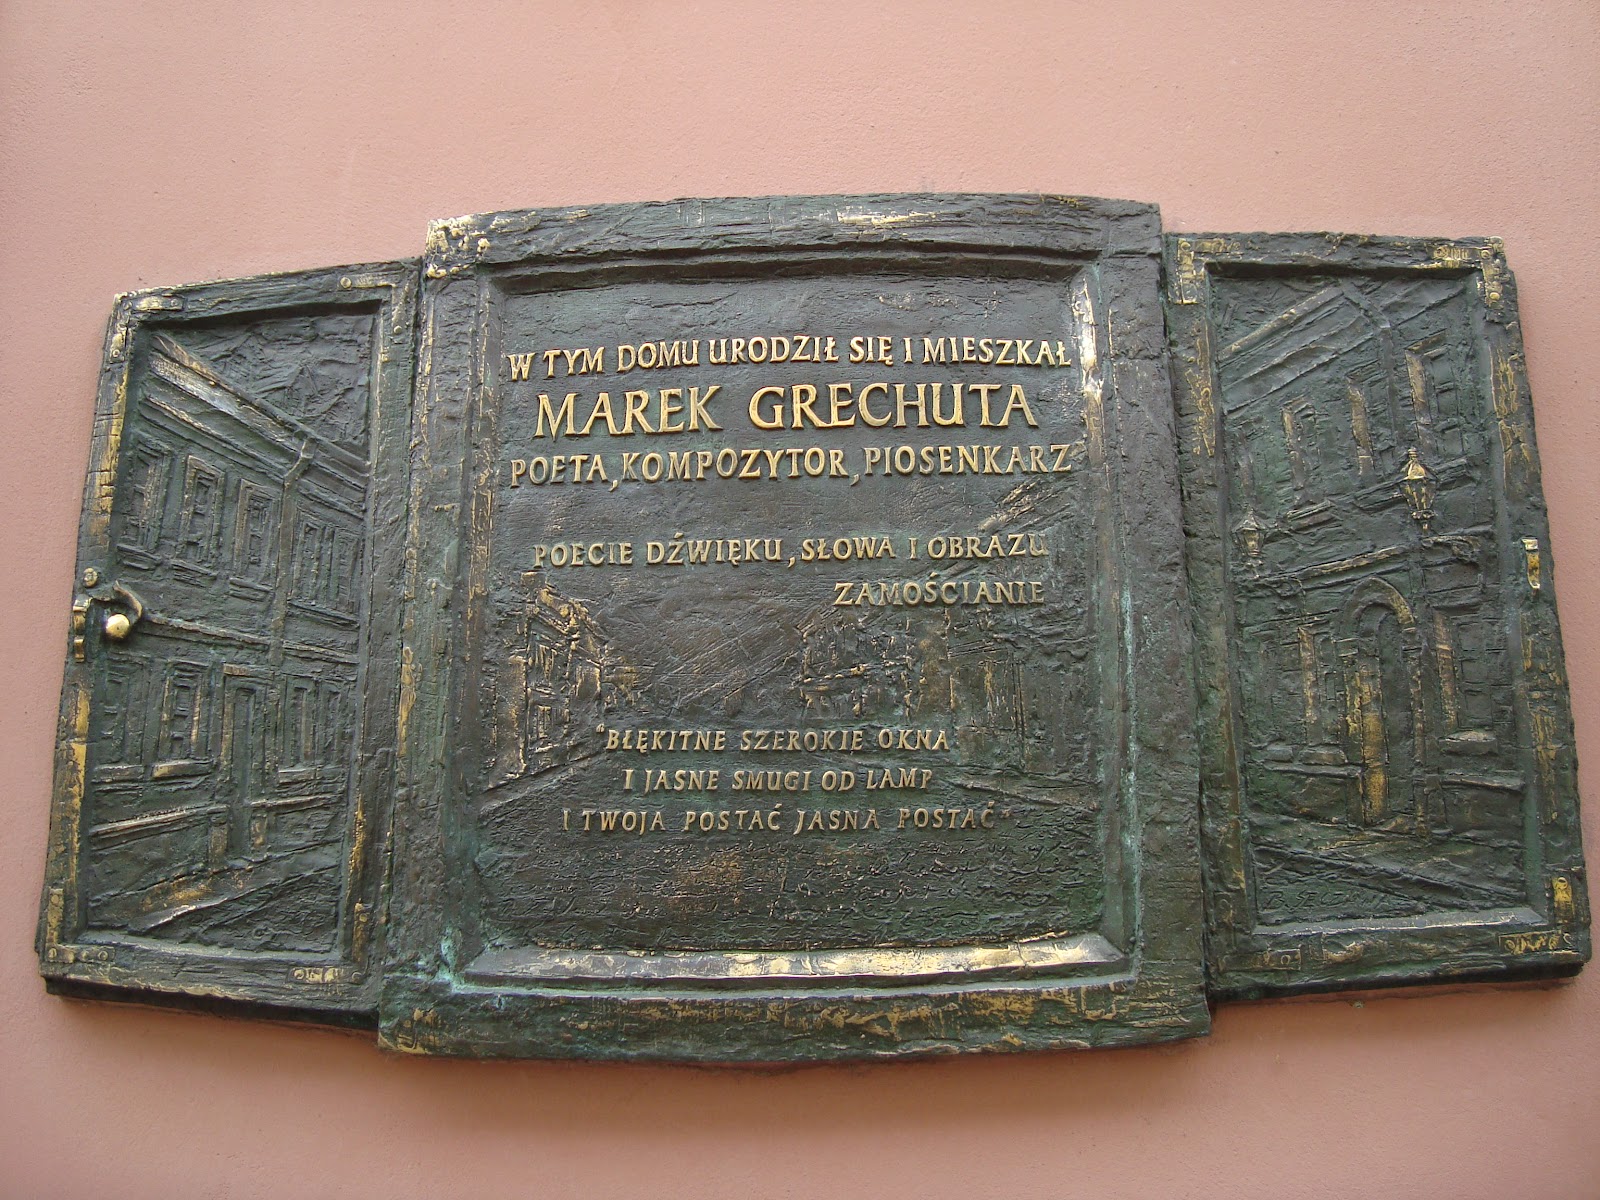 W TYM DOMU URODZIŁ SIĘ I MIESZKAŁ
MAREK GRECHUTA
POETA, KOMPOZYTOR, PIOSENKARZ
POECIE DŹWIĘKU, SŁOWA I OBRAZU
ZAMOŚCIANIE
"BŁĘKITNE SZEROKIE OKNA
I JASNE SMUGI OD LAMP
I TWOJA POSTAĆ JASNA POSTAĆ"